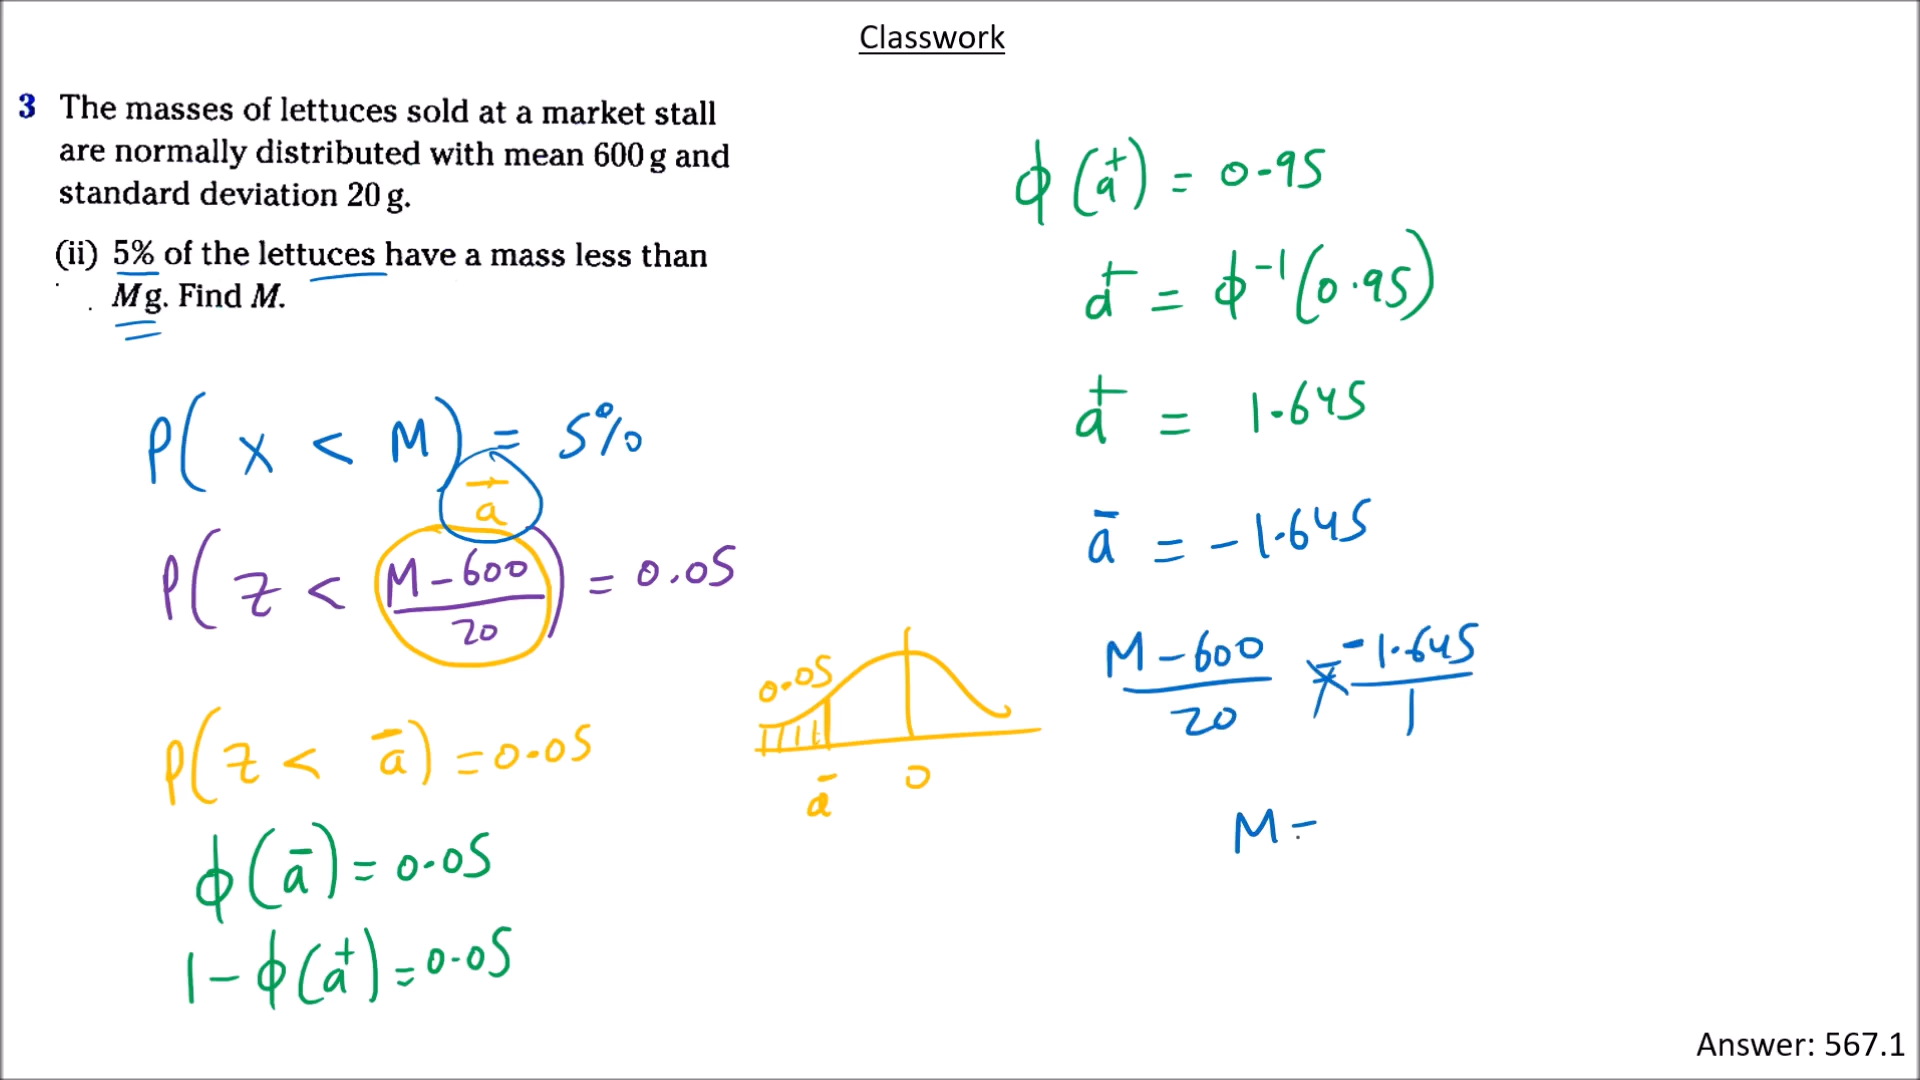 Classwork
3 The masses of lettuces sold at a market stall
are normally distributed with mean 600 g and
standard deviation 20 g.
(ii) 5% of the lettuces have a mass less than
M g. Find M.
P( x < M ) = 5%
a
P( Z < (M - 600)/20 ) = 0.05
P( Z < a⁻ ) = 0.05
ϕ( a⁻ ) = 0.05
1 - ϕ( a⁺ ) = 0.05
0.05
a⁻ 0
ϕ( a⁺ ) = 0.95
a⁺ = ϕ⁻¹( 0.95 )
a⁺ = 1.645
a⁻ = -1.645
(M - 600)/20 = -1.645/1
M =
Answer: 567.1